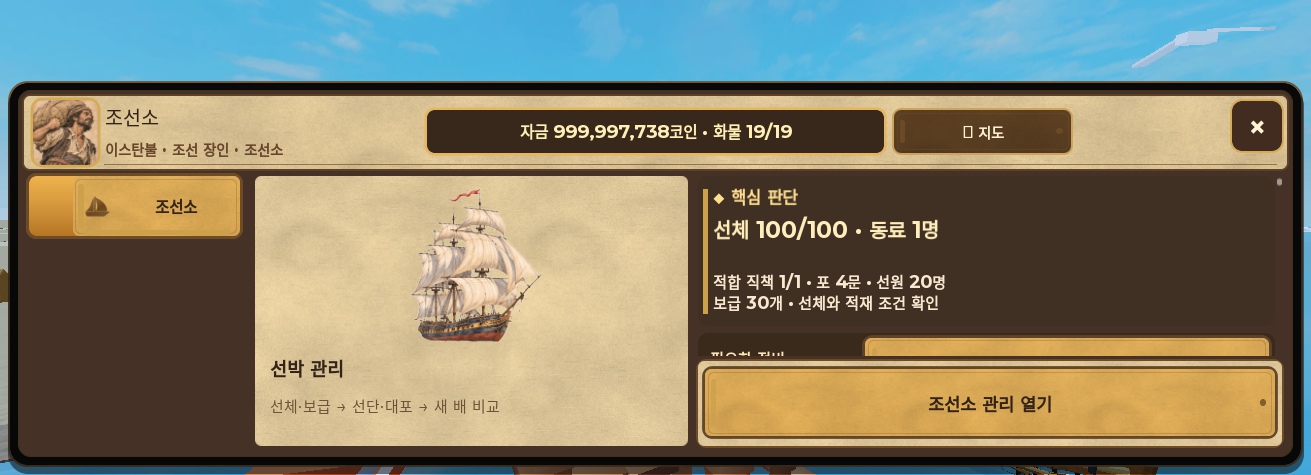 조선소
이스탄불 • 조선 장인 • 조선소
자금 999,997,738코인 • 화물 19/19
지도
×
조선소
선박 관리
선체·보급 → 선단·대포 → 새 배 비교
◆ 핵심 판단
선체 100/100 • 동료 1명
적합 직책 1/1 • 포 4문 • 선원 20명
보급 30개 • 선체와 적재 조건 확인
조선소 관리 열기